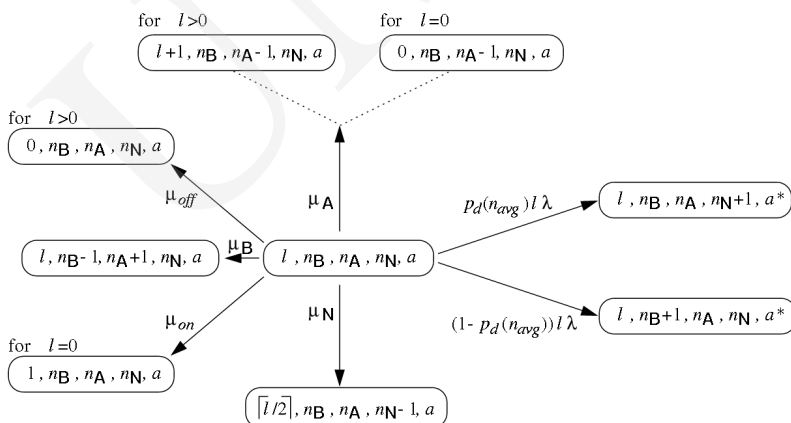 for l>0
for l=0
l+1, nB, nA−1, nN, a
0, nB, nA−1, nN, a
for l>0
0, nB, nA, nN, a
μoff
μA
pd(navg) l λ
l, nB, nA, nN+1, a*
l, nB−1, nA+1, nN, a
μB
l, nB, nA, nN, a
μon
μN
(1- pd(navg)) l λ
l, nB+1, nA, nN, a*
for l=0
1, nB, nA, nN, a
⌈l/2⌉, nB, nA, nN−1, a